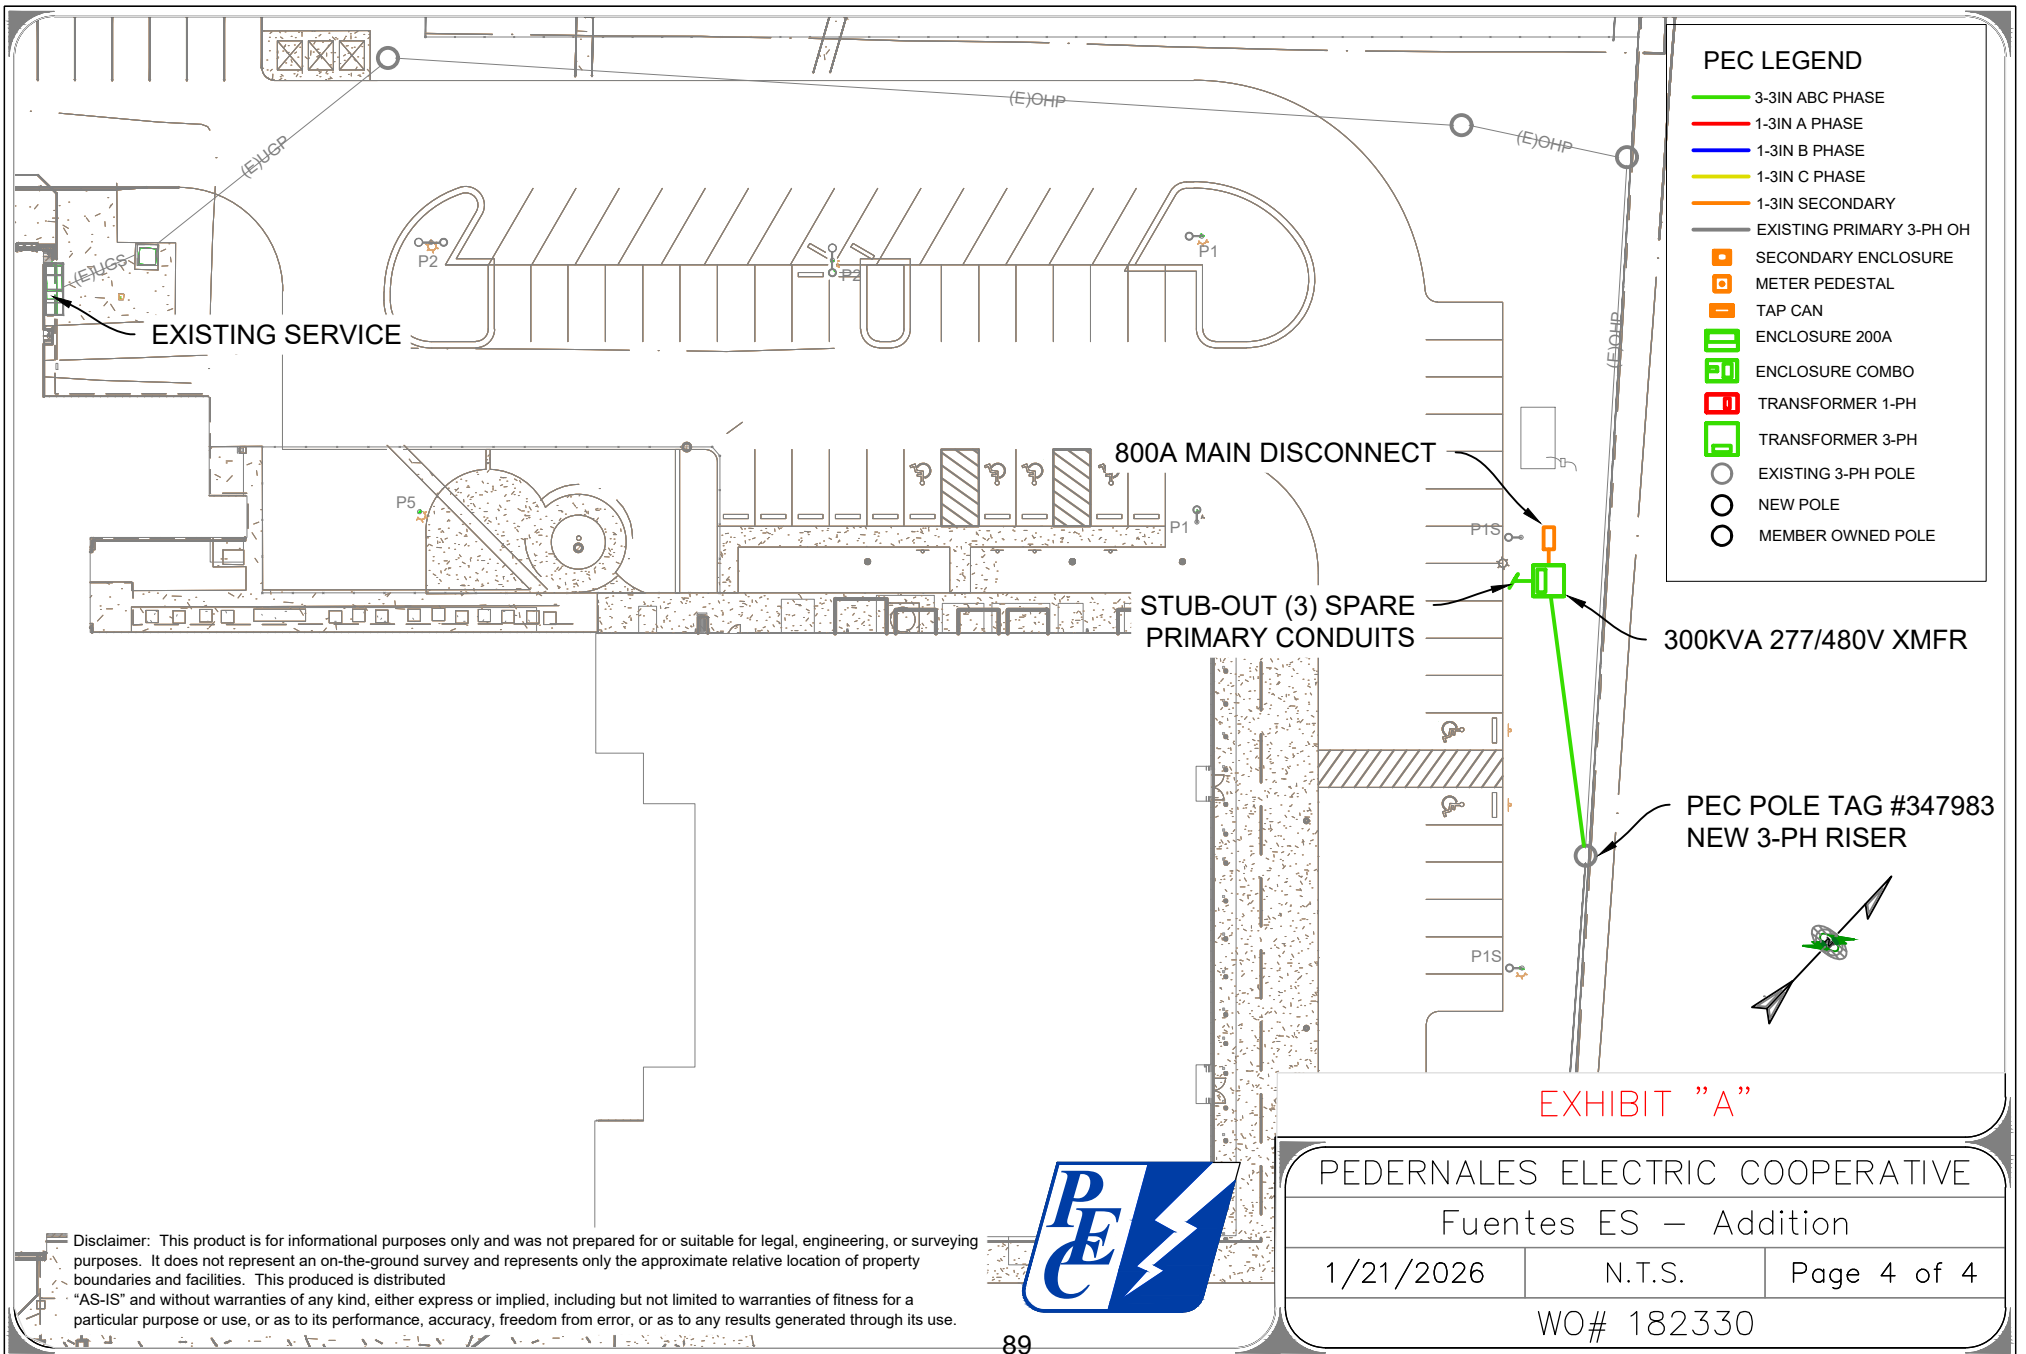 PEC LEGEND
3-3IN ABC PHASE
1-3IN A PHASE
1-3IN B PHASE
1-3IN C PHASE
1-3IN SECONDARY
EXISTING PRIMARY 3-PH OH
SECONDARY ENCLOSURE
METER PEDESTAL
TAP CAN
ENCLOSURE 200A
ENCLOSURE COMBO
TRANSFORMER 1-PH
TRANSFORMER 3-PH
EXISTING 3-PH POLE
NEW POLE
MEMBER OWNED POLE
(E)OHP
(E)OHP
(E)UGP
(E)UGS
(E)OHP
P2
P2
P1
EXISTING SERVICE
800A MAIN DISCONNECT
P5
P1
P1S
STUB-OUT (3) SPARE
PRIMARY CONDUITS
300KVA 277/480V XMFR
PEC POLE TAG #347983
NEW 3-PH RISER
P1S
N
EXHIBIT "A"
PEC
PEDERNALES ELECTRIC COOPERATIVE
Fuentes ES – Addition
1/21/2026
N.T.S.
Page 4 of 4
WO# 182330
Disclaimer: This product is for informational purposes only and was not prepared for or suitable for legal, engineering, or surveying
purposes. It does not represent an on-the-ground survey and represents only the approximate relative location of property
boundaries and facilities. This produced is distributed
“AS-IS” and without warranties of any kind, either express or implied, including but not limited to warranties of fitness for a
particular purpose or use, or as to its performance, accuracy, freedom from error, or as to any results generated through its use.
89